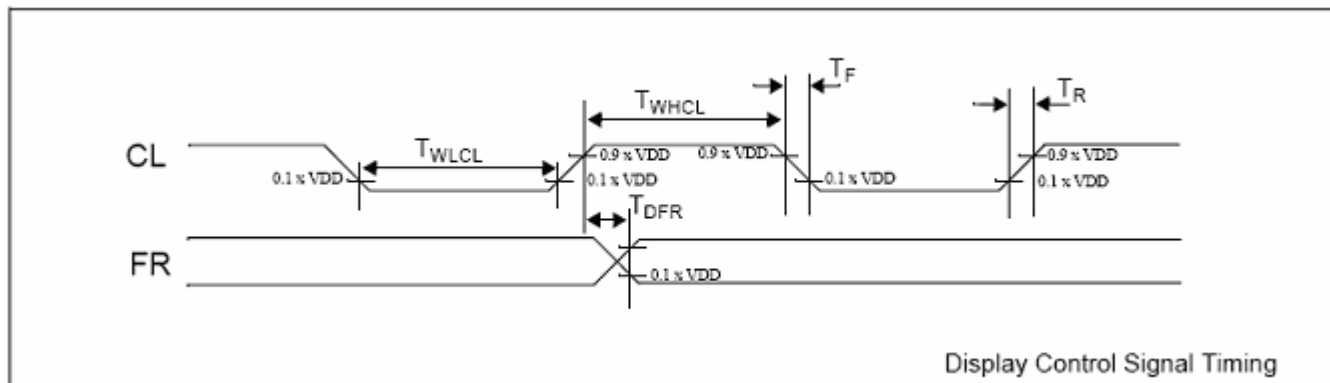 T_F
T_R
T_WHCL
CL
T_WLCL
0.9 x VDD
0.9 x VDD
0.9 x VDD
0.1 x VDD
0.1 x VDD
0.1 x VDD
0.1 x VDD
T_DFR
FR
0.1 x VDD
Display Control Signal Timing